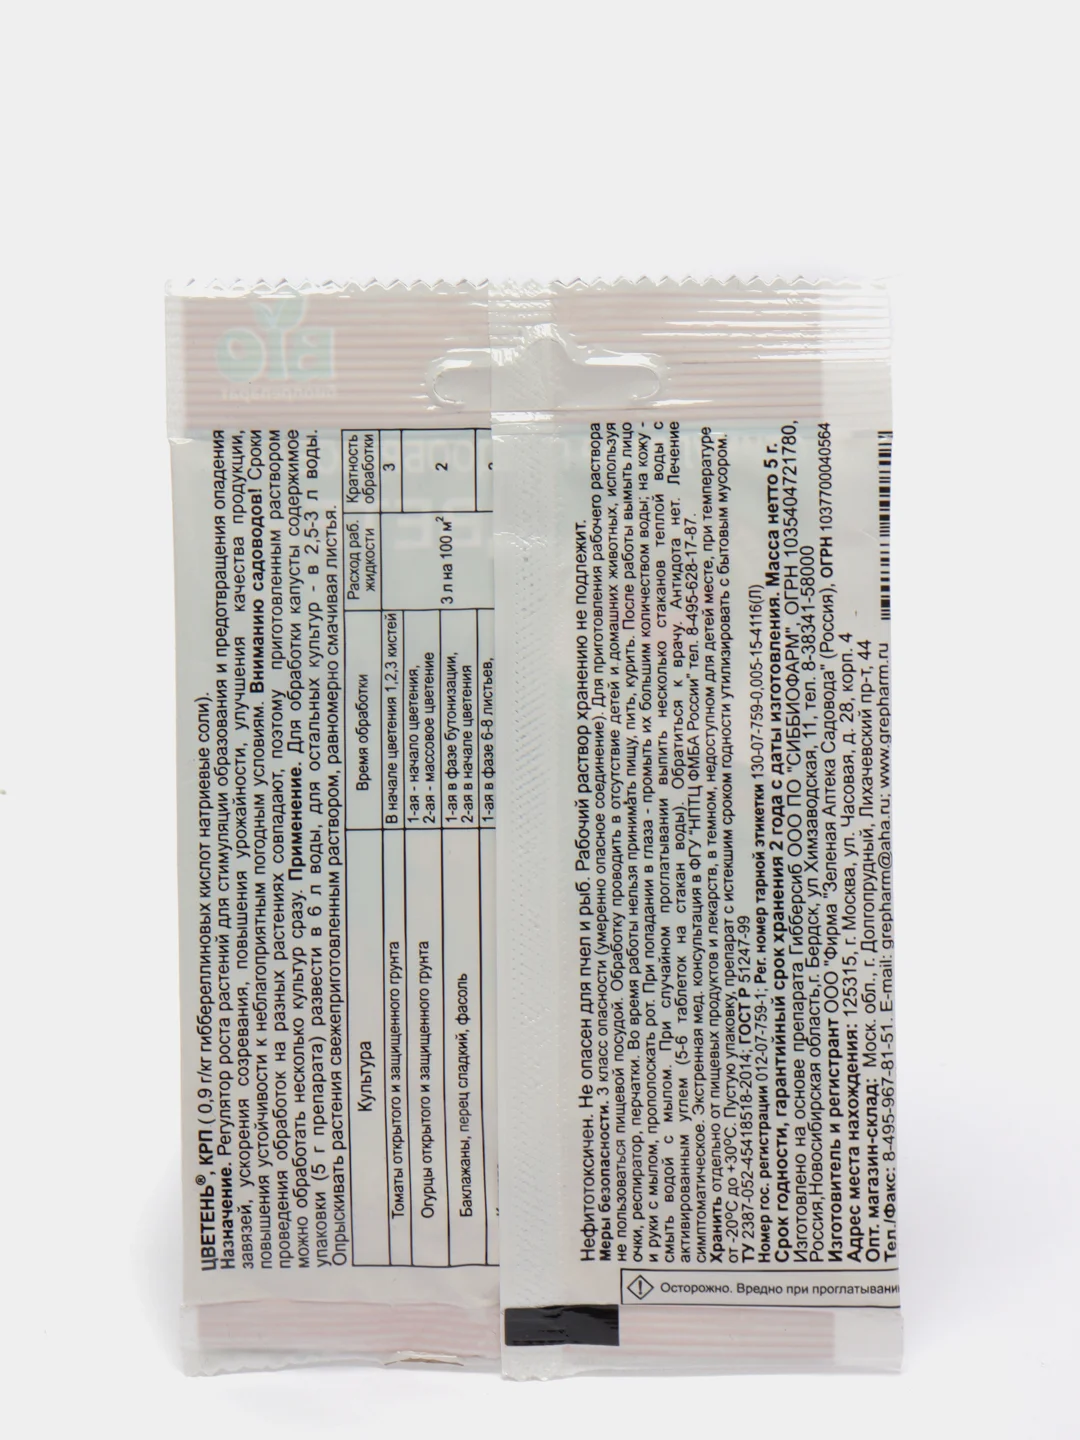 ЦВЕТЕНЬ®, КРП ( 0,9 г/кг гиббереллиновых кислот натриевые соли).
Назначение. Регулятор роста растений для стимуляции образования и предотвращения опадения
завязей, ускорения созревания, повышения урожайности, улучшения качества продукции,
повышения устойчивости к неблагоприятным погодным условиям. Вниманию садоводов! Сроки
проведения обработок на разных растениях совпадают, поэтому приготовленным раствором
можно обработать несколько культур сразу. Применение. Для обработки капусты содержимое
упаковки (5 г препарата) развести в 6 л воды, для остальных культур - в 2,5-3 л воды.
Опрыскивать растения свежеприготовленным раствором, равномерно смачивая листья.
Культура Время обработки Расход раб. жидкости Кратность обработки
Томаты открытого и защищенного грунта В начале цветения 1,2,3 кистей 3
Огурцы открытого и защищенного грунта 1-ая - начало цветения,
2-ая - массовое цветение
3 л на 100 м² 2
Баклажаны, перец сладкий, фасоль 1-ая в фазе бутонизации,
2-ая в начале цветения
1-ая в фазе 6-8 листьев,
Нефитотоксичен. Не опасен для пчел и рыб. Рабочий раствор хранению не подлежит.
Меры безопасности. 3 класс опасности (умеренно опасное соединение). Для приготовления рабочего раствора
не пользоваться пищевой посудой. Обработку проводить в отсутствие детей и домашних животных, используя
очки, респиратор, перчатки. Во время работы нельзя принимать пищу, пить, курить. После работы вымыть лицо
и руки с мылом, прополоскать рот. При попадании в глаза - промыть их большим количеством воды; на кожу -
смыть водой с мылом. При случайном проглатывании выпить несколько стаканов теплой воды с
активированным углем (5-6 таблеток на стакан воды). Обратиться к врачу. Антидота нет. Лечение
симптоматическое. Экстренная мед. консультация в ФГУ "НПТЦ ФМБА России" тел. 8-495-628-17-87.
Хранить отдельно от пищевых продуктов и лекарств, в темном, недоступном для детей месте, при температуре
от -20ºС до +30ºС. Пустую упаковку, препарат с истекшим сроком годности утилизировать с бытовым мусором.
ТУ 2387-052-45418518-2014; ГОСТ Р 51247-99
Номер гос. регистрации 012-07-759-1; Рег. номер тарной этикетки 130-07-759-0,005-15-4116(Л)
Срок годности, гарантийный срок хранения 2 года с даты изготовления. Масса нетто 5 г.
Изготовлено на основе препарата Гибберсиб ООО ПО "СИББИОФАРМ", ОГРН 1035404721780,
Россия,Новосибирская область,г. Бердск, ул Химзаводская, 11, тел. 8-38341-58000
Изготовитель и регистрант ООО "Фирма "Зеленая Аптека Садовода" (Россия), ОГРН 1037700040564
Адрес места нахождения: 125315, г. Москва, ул. Часовая, д. 28, корп. 4
Опт. магазин-склад: Моск. обл., г. Долгопрудный, Лихачевский пр-т, 44
Тел./Факс: 8-495-967-81-51. E-mail: grepharm@aha.ru; www.grepharm.ru
Осторожно. Вредно при проглатывани